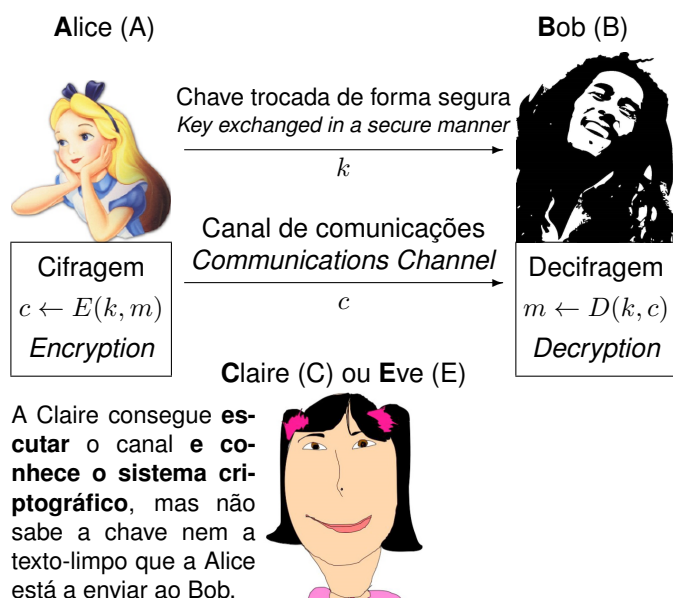 Alice (A)
Bob (B)
Chave trocada de forma segura
Key exchanged in a secure manner
k
Canal de comunicações
Communications Channel
c
Cifragem
c ← E(k, m)
Encryption
Decifragem
m ← D(k, c)
Decryption
Claire (C) ou Eve (E)
A Claire consegue es-
cutar o canal e co-
nhece o sistema cri-
ptográfico, mas não
sabe a chave nem a
texto-limpo que a Alice
está a enviar ao Bob.